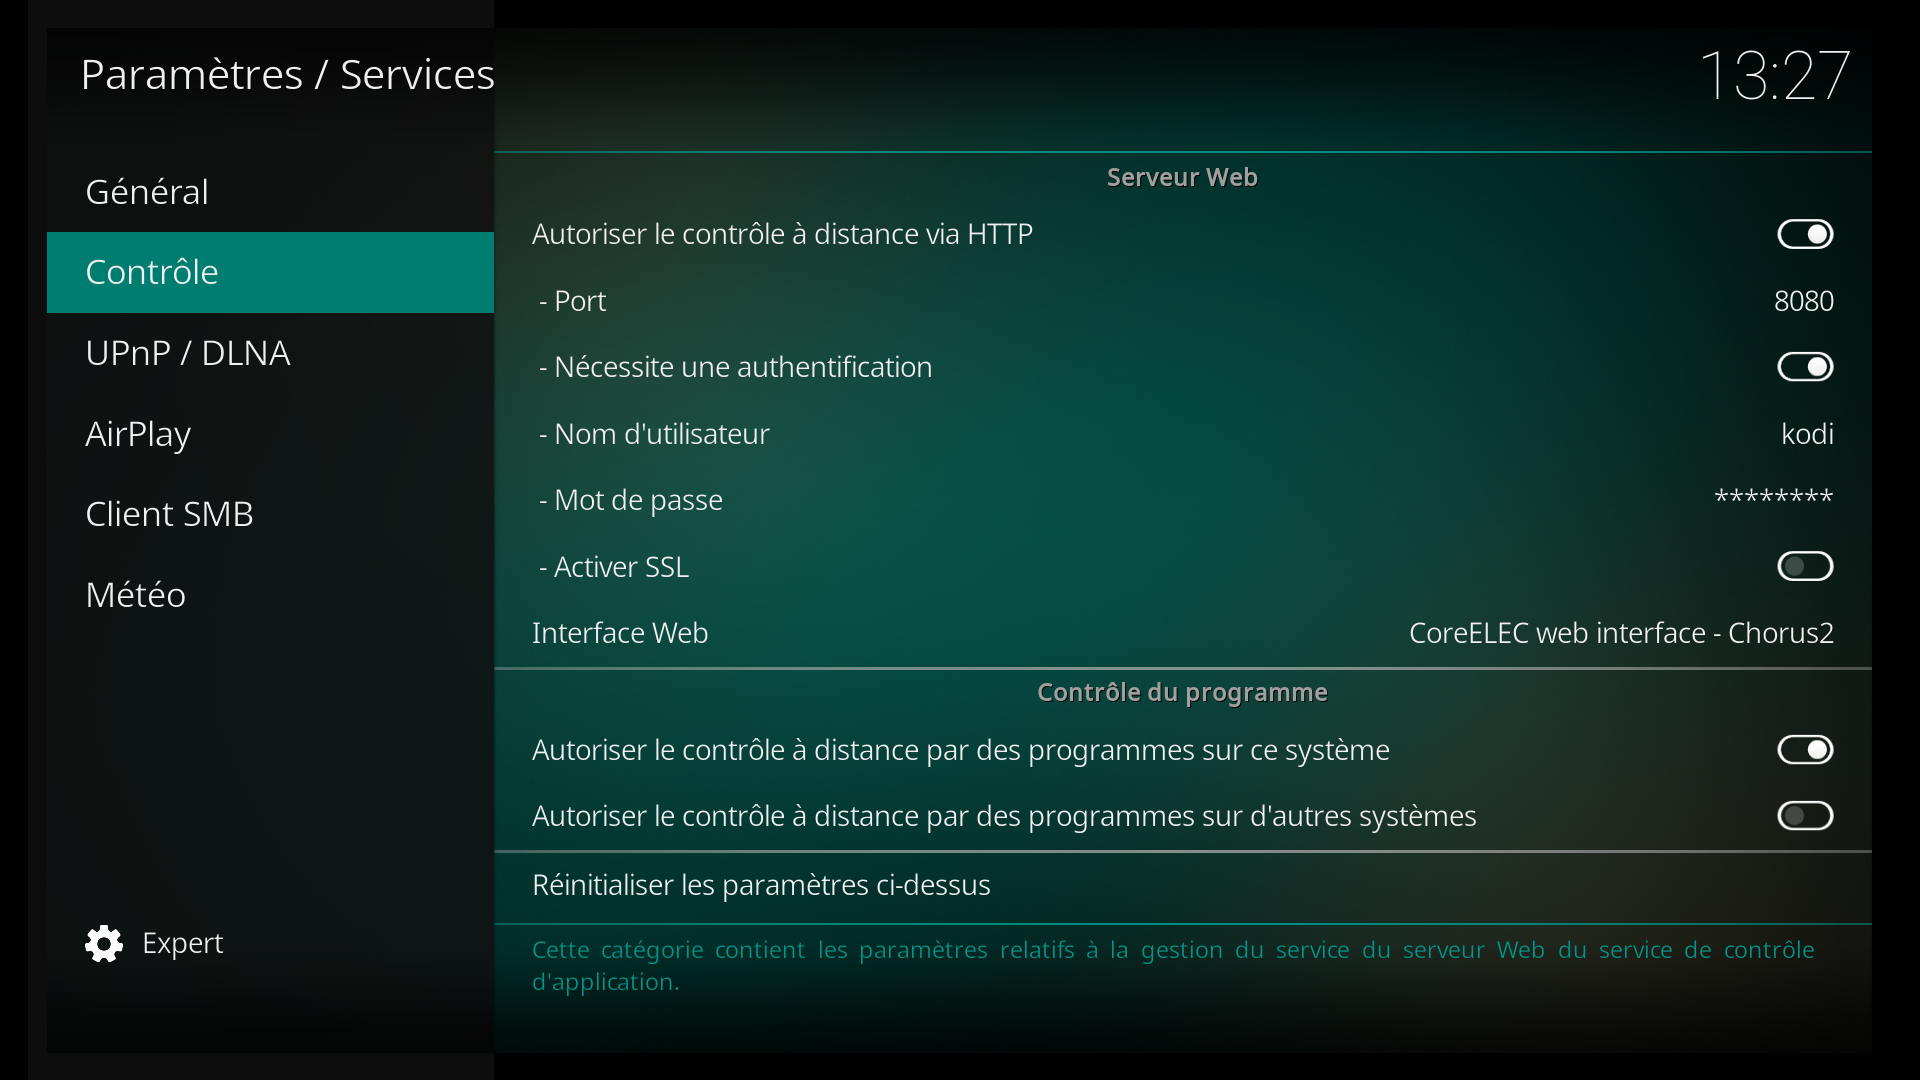 Paramètres / Services
13:27
Général
Contrôle
UPnP / DLNA
AirPlay
Client SMB
Météo
Expert
Serveur Web
Autoriser le contrôle à distance via HTTP
- Port 8080
- Nécessite une authentification
- Nom d'utilisateur kodi
- Mot de passe ********
- Activer SSL
Interface Web CoreELEC web interface - Chorus2
Contrôle du programme
Autoriser le contrôle à distance par des programmes sur ce système
Autoriser le contrôle à distance par des programmes sur d'autres systèmes
Réinitialiser les paramètres ci-dessus
Cette catégorie contient les paramètres relatifs à la gestion du service du serveur Web du service de contrôle
d'application.